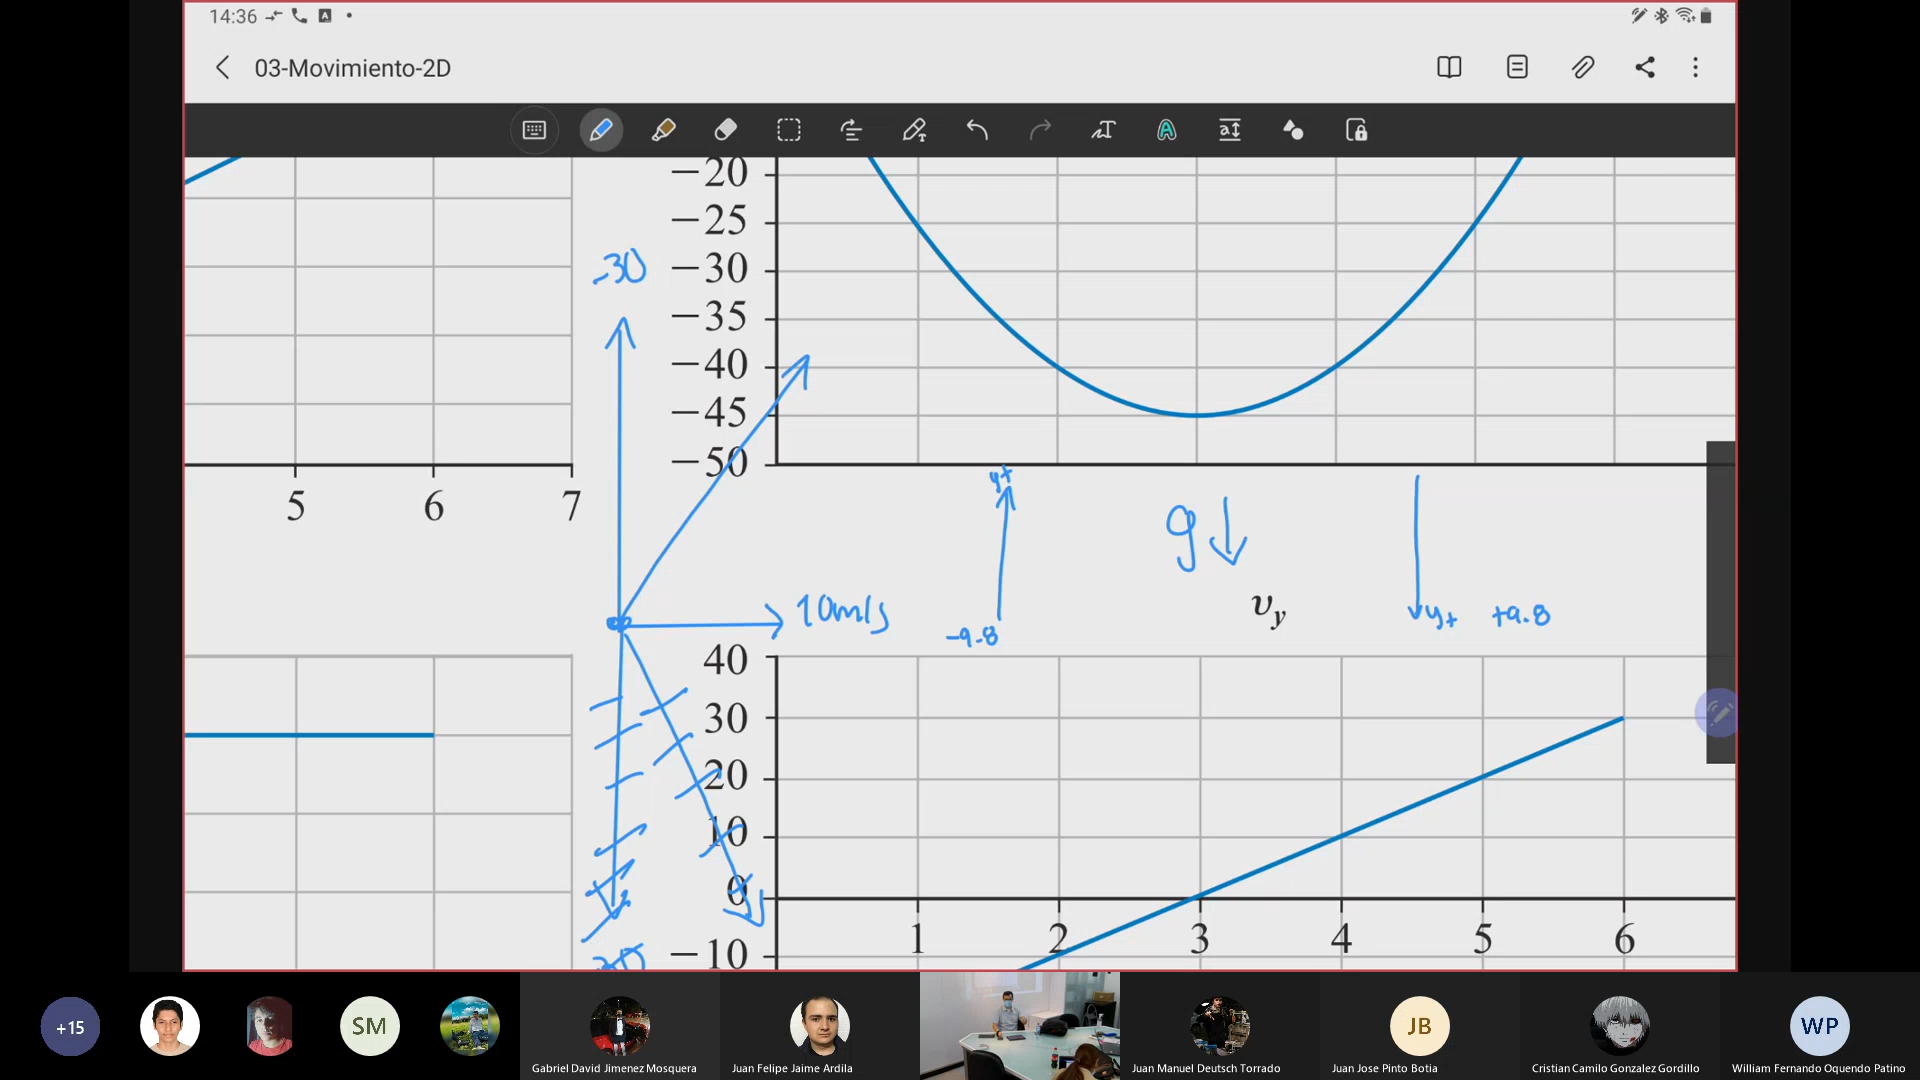 14:36
03-Movimiento-2D
−20
−25
−30
−35
−40
−45
−50
-30
5 6 7
y+
g
10m/s
-9.8
v_y
y+ +9.8
40
30
20
10
0
−10
1 2 3 4 5 6
30
+15
SM
Gabriel David Jimenez Mosquera
Juan Felipe Jaime Ardila
Juan Manuel Deutsch Torrado
JB
Juan Jose Pinto Botia
Cristian Camilo Gonzalez Gordillo
WP
William Fernando Oquendo Patino